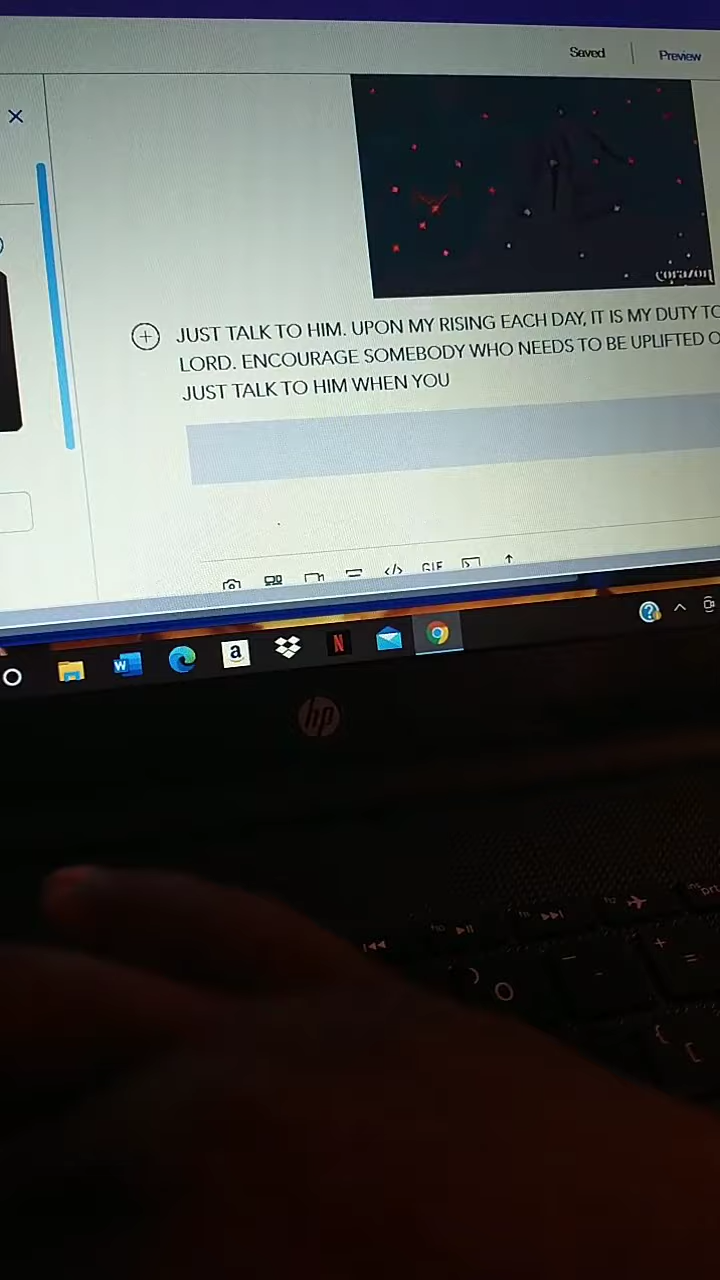 Saved Preview
corazon
JUST TALK TO HIM. UPON MY RISING EACH DAY, IT IS MY DUTY TO
LORD. ENCOURAGE SOMEBODY WHO NEEDS TO BE UPLIFTED O
JUST TALK TO HIM WHEN YOU
</> GIF
W a N ?
hp
prt
+
- =
) O
{
[